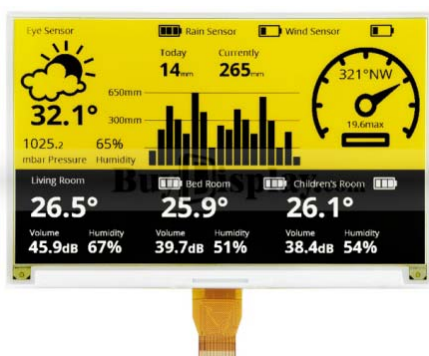 Eye Sensor Rain Sensor Wind Sensor
Today Currently
14mm 265mm
321°NW
650mm
32.1°
300mm
19.6max
1025.2 65%
mbar Pressure Humidity
Living Room Bed Room Children's Room
BuyDisplay.com
26.5° 25.9° 26.1°
Volume Humidity Volume Humidity Volume Humidity
45.9dB 67% 39.7dB 51% 38.4dB 54%